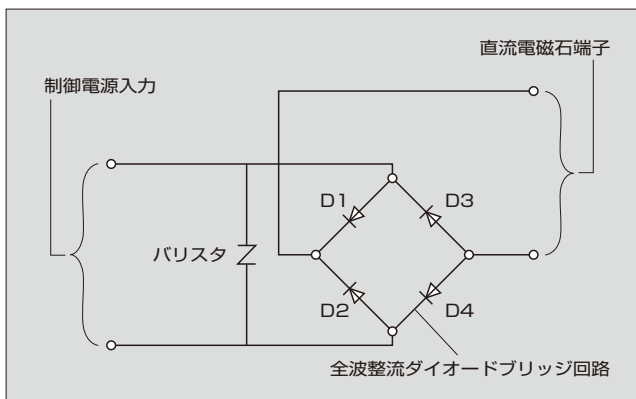 直流電磁石端子
制御電源入力
D1
D3
バリスタ
D2
D4
全波整流ダイオードブリッジ回路